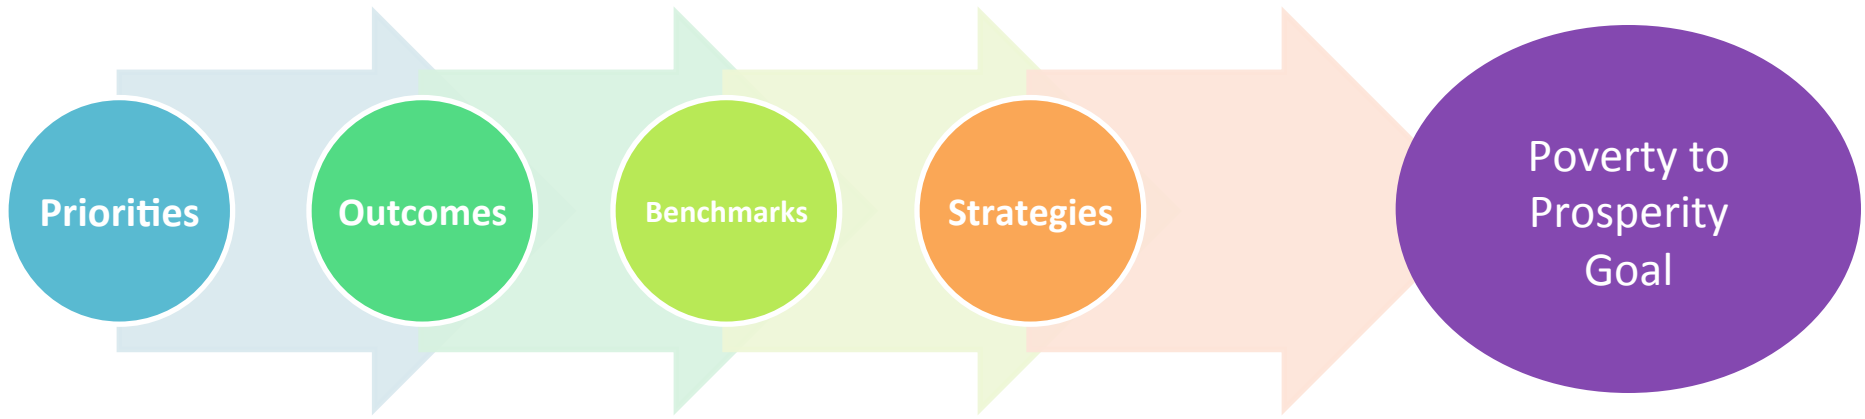 Priorities
Outcomes
Benchmarks
Strategies
Poverty to
Prosperity
Goal